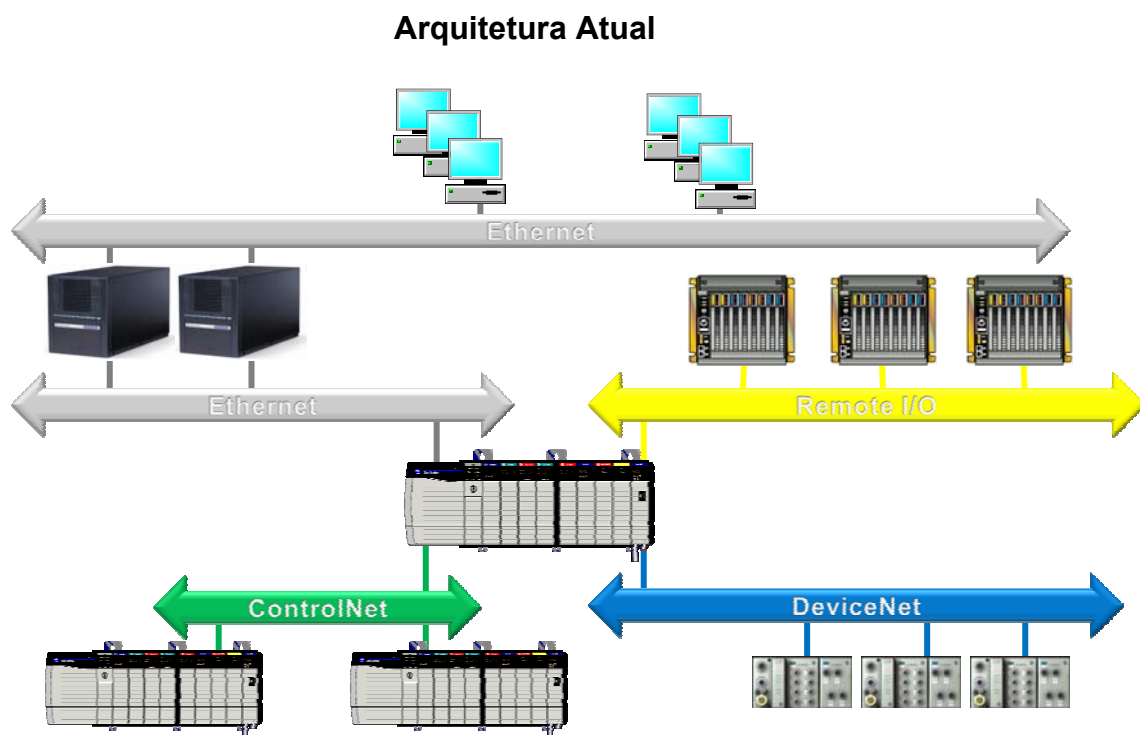 Arquitetura Atual
Ethernet
Ethernet
Remote I/O
ControlNet
DeviceNet